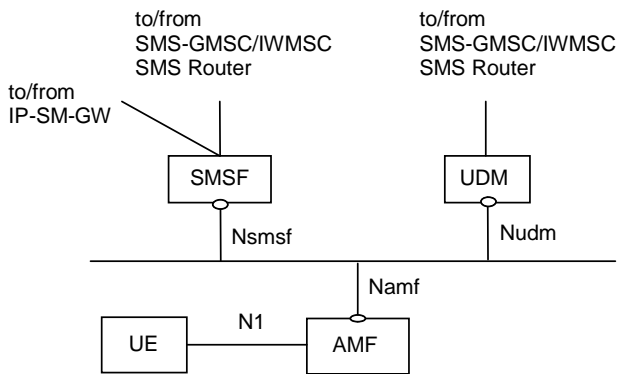 to/from
SMS-GMSC/IWMSC
SMS Router
to/from
SMS-GMSC/IWMSC
SMS Router
to/from
IP-SM-GW
SMSF
UDM
Nsmsf
Nudm
Namf
N1
UE
AMF